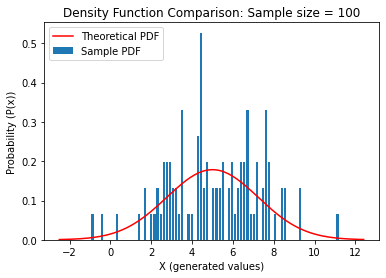 Density Function Comparison: Sample size = 100
Theoretical PDF
Sample PDF
Probability (P(x))
0.5
0.4
0.3
0.2
0.1
0.0
−2 0 2 4 6 8 10 12
X (generated values)